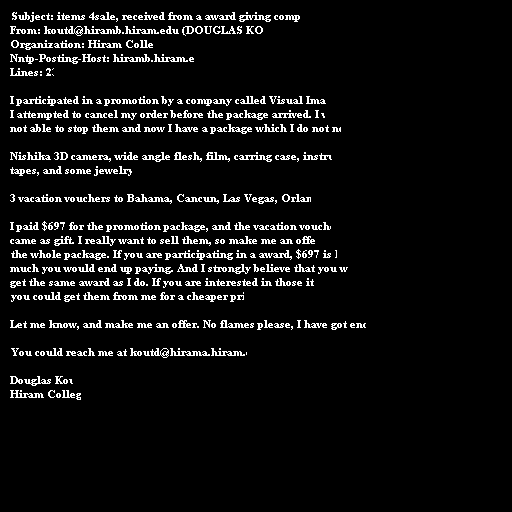 Subject: items 4sale, received from a award giving comp
From: koutd@hiramb.hiram.edu (DOUGLAS KO
Organization: Hiram Colle
Nntp-Posting-Host: hiramb.hiram.e
Lines: 2
I participated in a promotion by a company called Visual Ima
I attempted to cancel my order before the package arrived. I
not able to stop them and now I have a package which I do not
Nishika 3D camera, wide angle flesh, film, carring case, instru
tapes, and some jewelry
3 vacation vouchers to Bahama, Cancun, Las Vegas, Orlan
I paid $697 for the promotion package, and the vacation vouch
came as gift. I really want to sell them, so make me an offe
the whole package. If you are participating in a award, $697 is
much you would end up paying. And I strongly believe that you w
get the same award as I do. If you are interested in those it
you could get them from me for a cheaper pri
Let me know, and make me an offer. No flames please, I have got eno
You could reach me at koutd@hirama.hiram.
Douglas Kou
Hiram Colleg